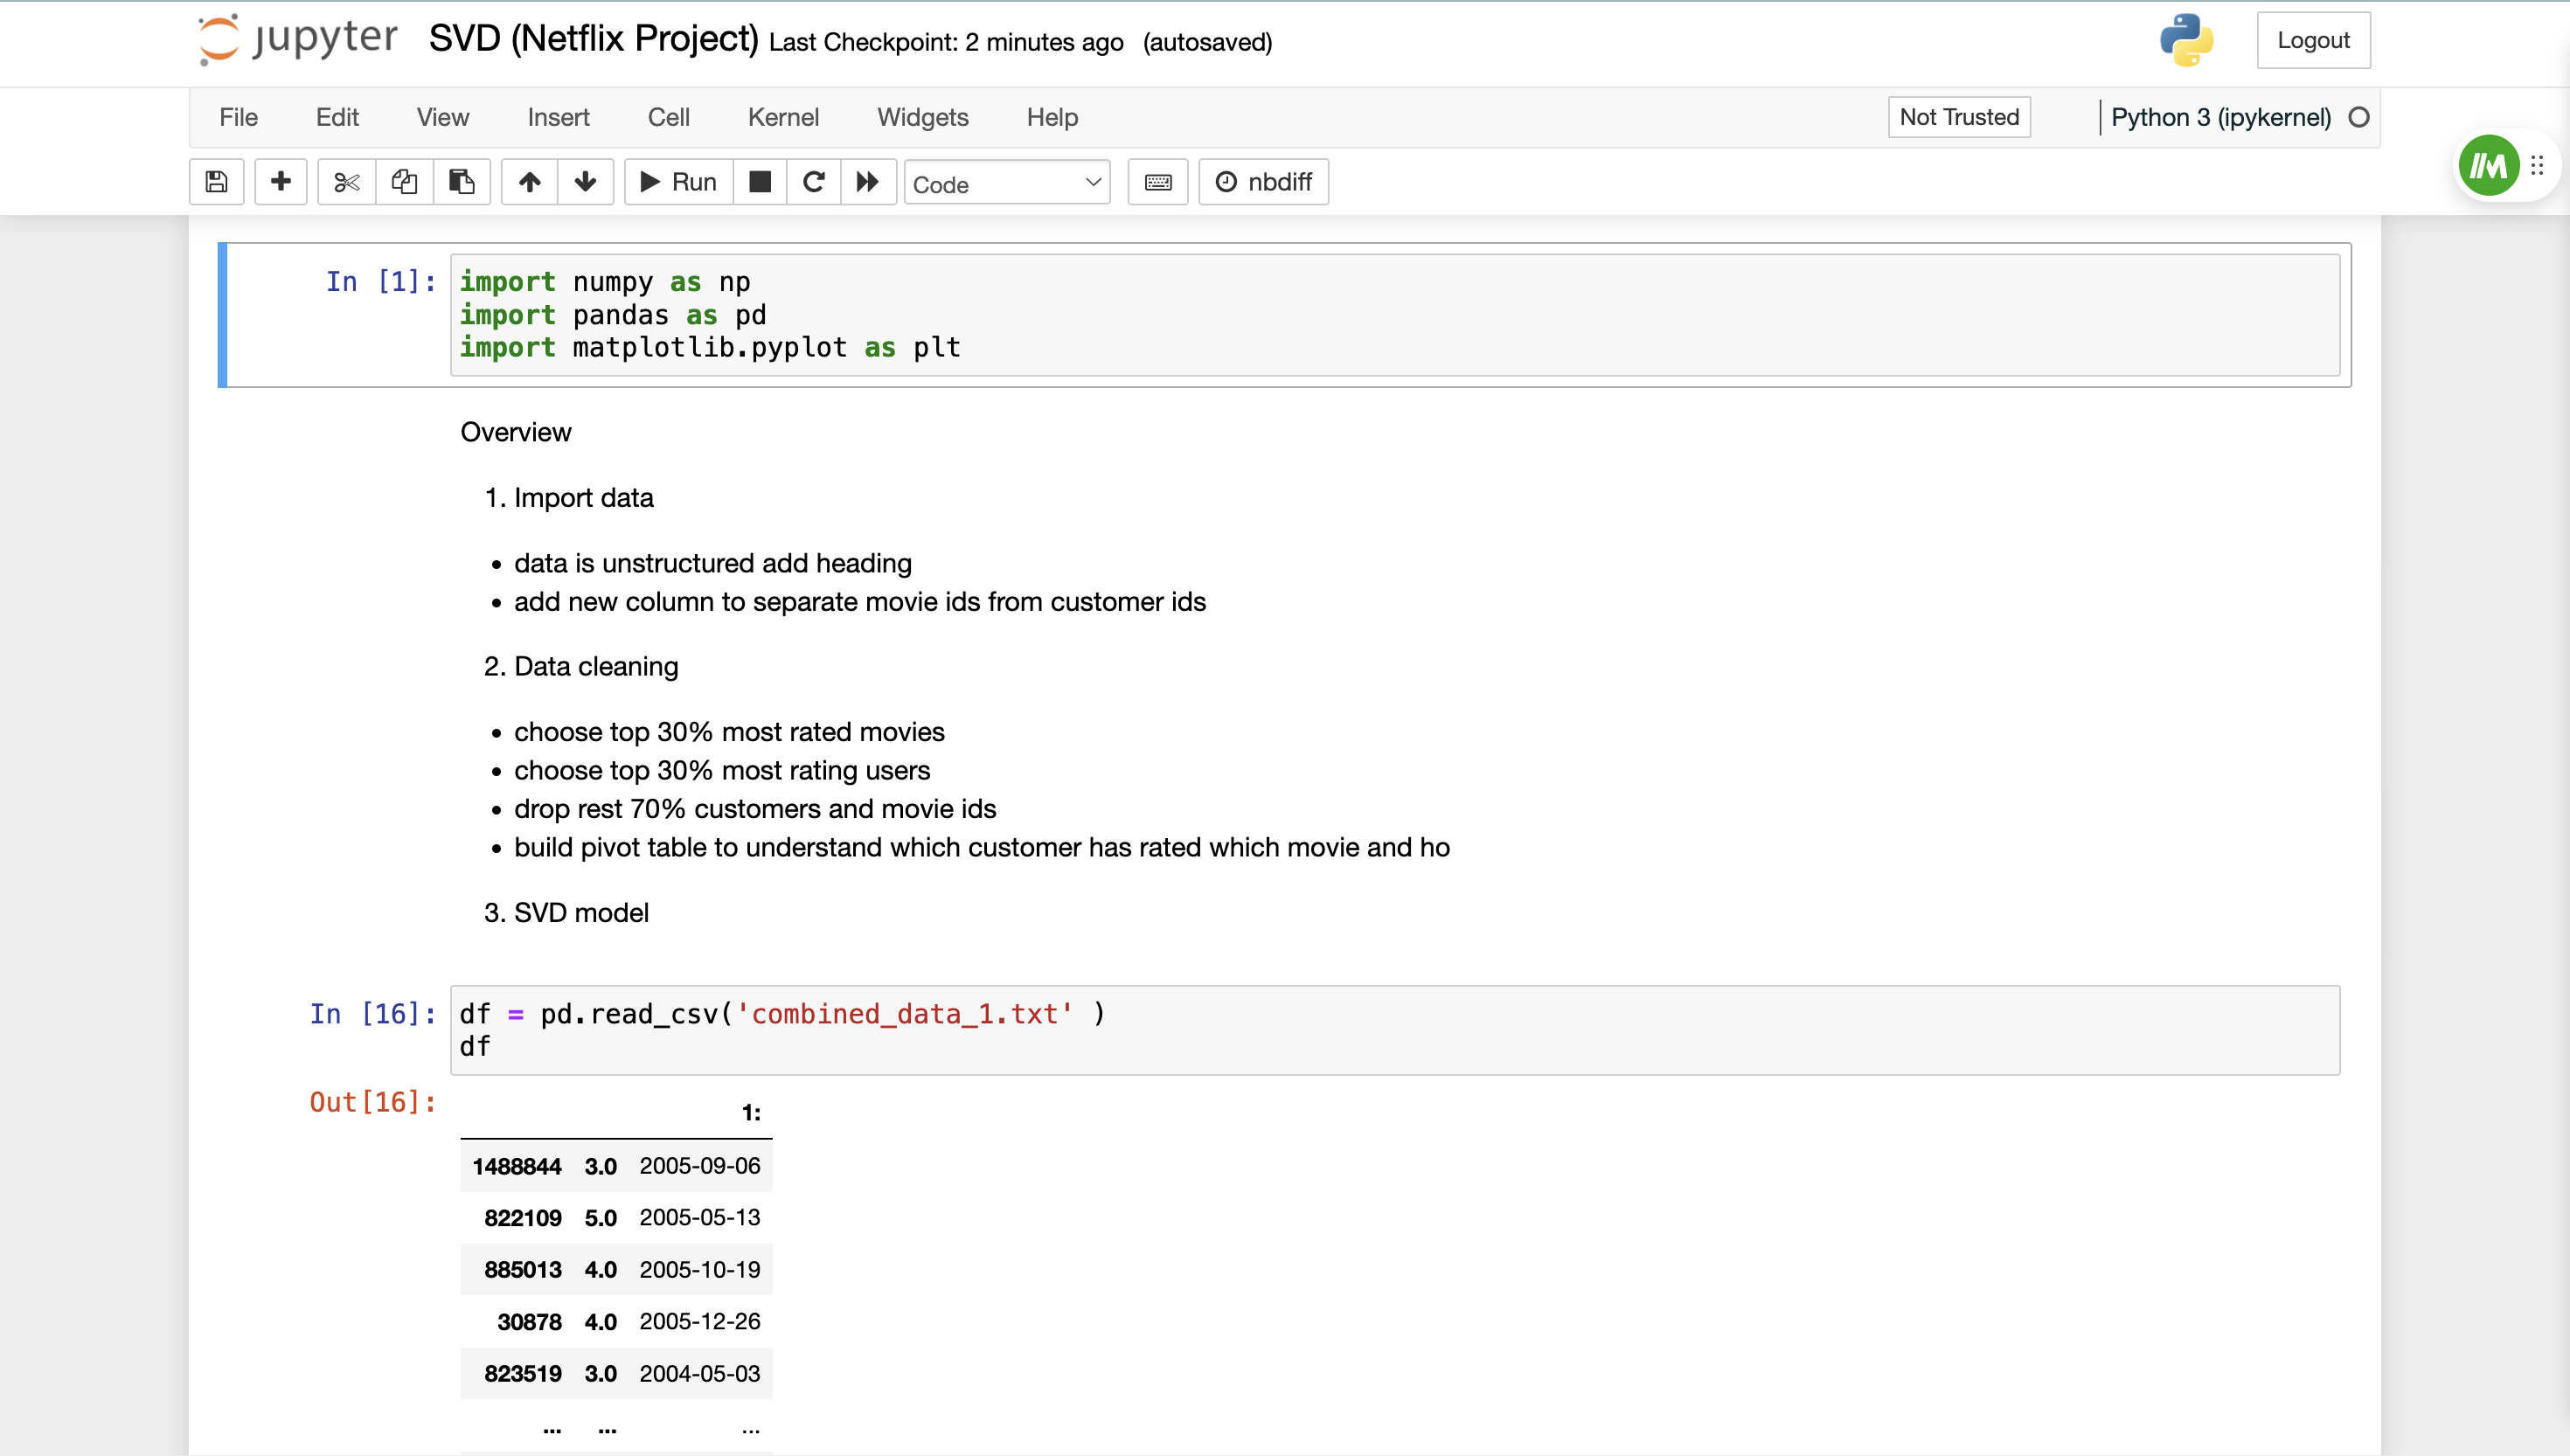 jupyter SVD (Netflix Project) Last Checkpoint: 2 minutes ago (autosaved) Logout
File Edit View Insert Cell Kernel Widgets Help Not Trusted Python 3 (ipykernel)
Run Code nbdiff
In [1]: import numpy as np
import pandas as pd
import matplotlib.pyplot as plt
Overview
1. Import data
• data is unstructured add heading
• add new column to separate movie ids from customer ids
2. Data cleaning
• choose top 30% most rated movies
• choose top 30% most rating users
• drop rest 70% customers and movie ids
• build pivot table to understand which customer has rated which movie and ho
3. SVD model
In [16]: df = pd.read_csv('combined_data_1.txt' )
df
Out[16]:
1:
1488844 3.0 2005-09-06
822109 5.0 2005-05-13
885013 4.0 2005-10-19
30878 4.0 2005-12-26
823519 3.0 2004-05-03
... ... ...